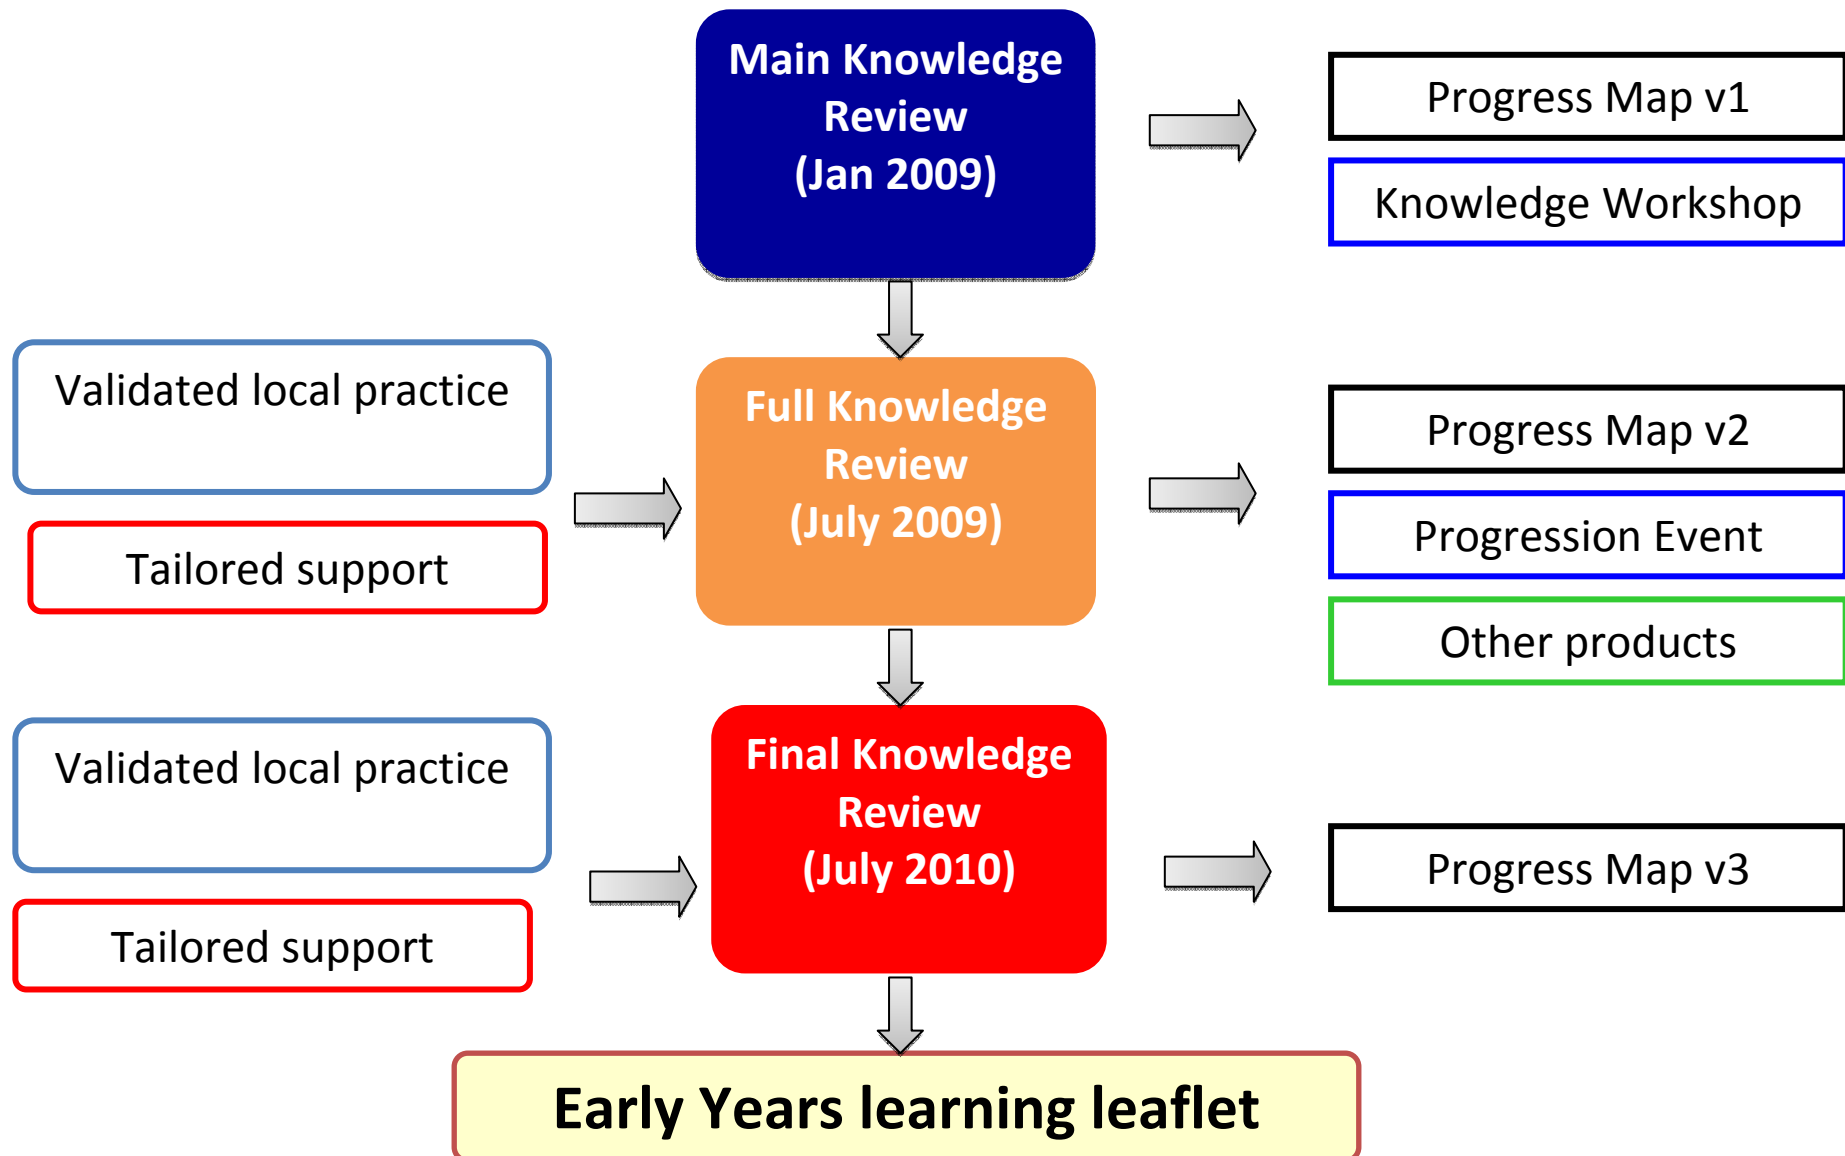 Main Knowledge
Review
(Jan 2009)
Progress Map v1
Knowledge Workshop
Validated local practice
Tailored support
Full Knowledge
Review
(July 2009)
Progress Map v2
Progression Event
Other products
Validated local practice
Tailored support
Final Knowledge
Review
(July 2010)
Progress Map v3
Early Years learning leaflet